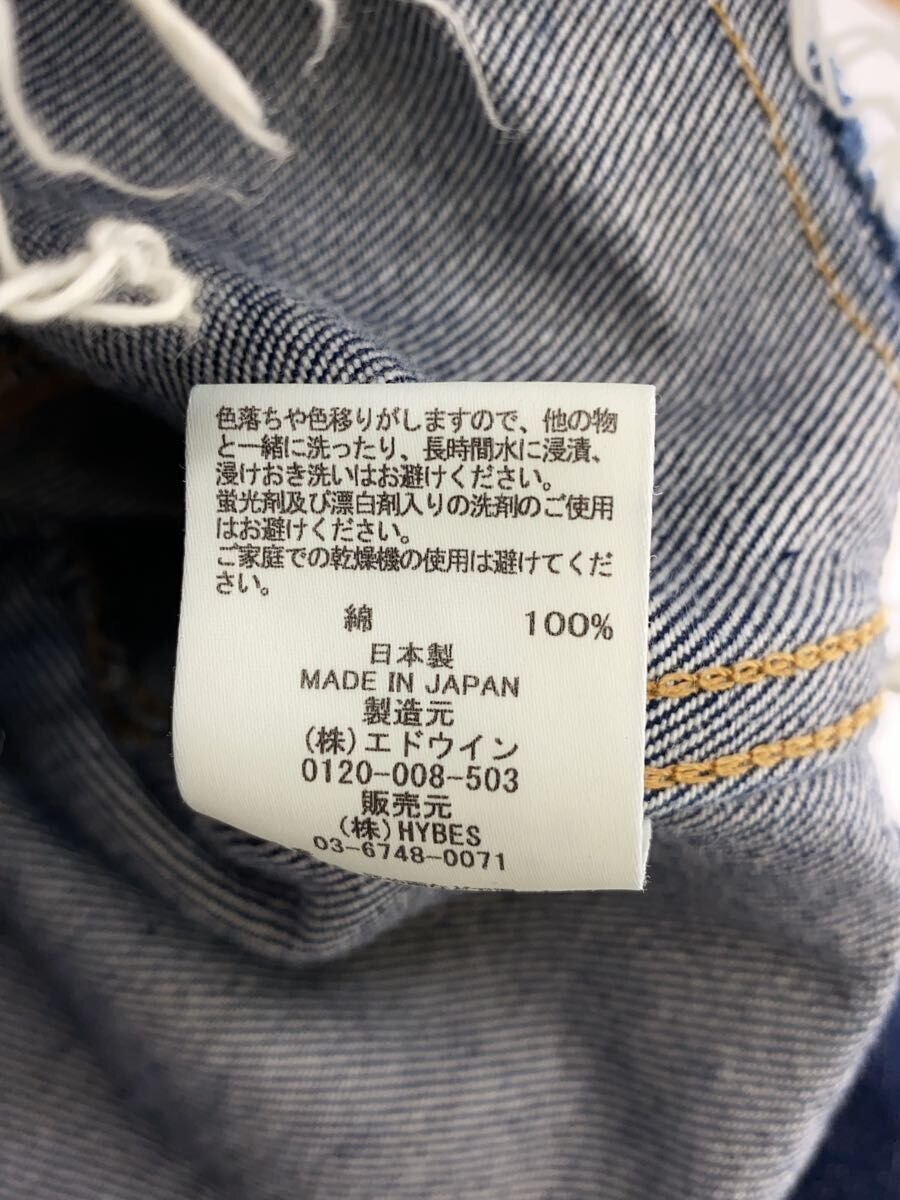 色落ちや色移りがしますので、他の物
と一緒に洗ったり、長時間水に浸漬、
浸けおき洗いはお避けください。
蛍光剤及び漂白剤入りの洗剤のご使用
はお避けください。
ご家庭での乾燥機の使用は避けてくだ
さい。
綿 100%
日本製
MADE IN JAPAN
製造元
(株)エドウイン
0120-008-503
販売元
(株)HYBES
03-6748-0071